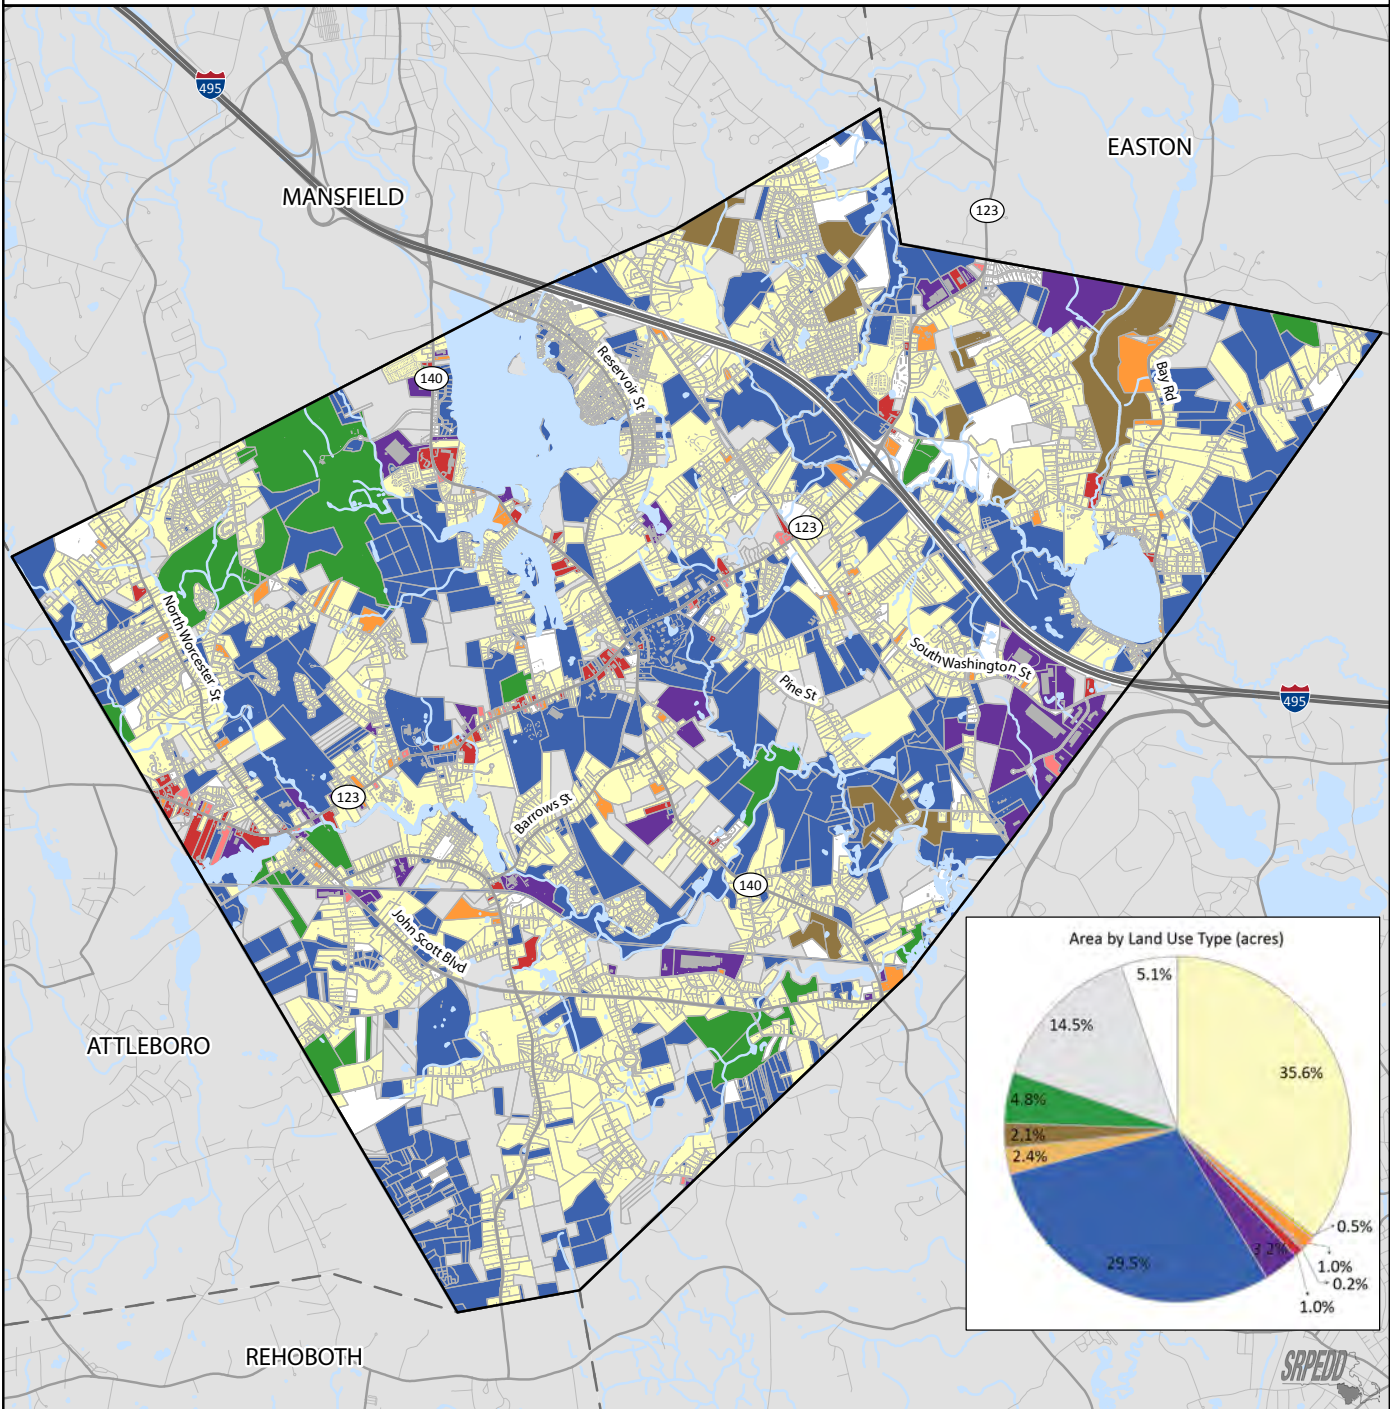 495
EASTON
MANSFIELD
123
Reservoir St
140
Bay Rd
123
North Worcester St
South Washington St
Pine St
495
123
Barrows St
140
John Scott Blvd
Area by Land Use Type (acres)
5.1%
14.5%
35.6%
4.8%
2.1%
2.4%
0.5%
3.2%
29.5%
1.0%
0.2%
1.0%
ATTLEBORO
REHOBOTH
SRPEDD